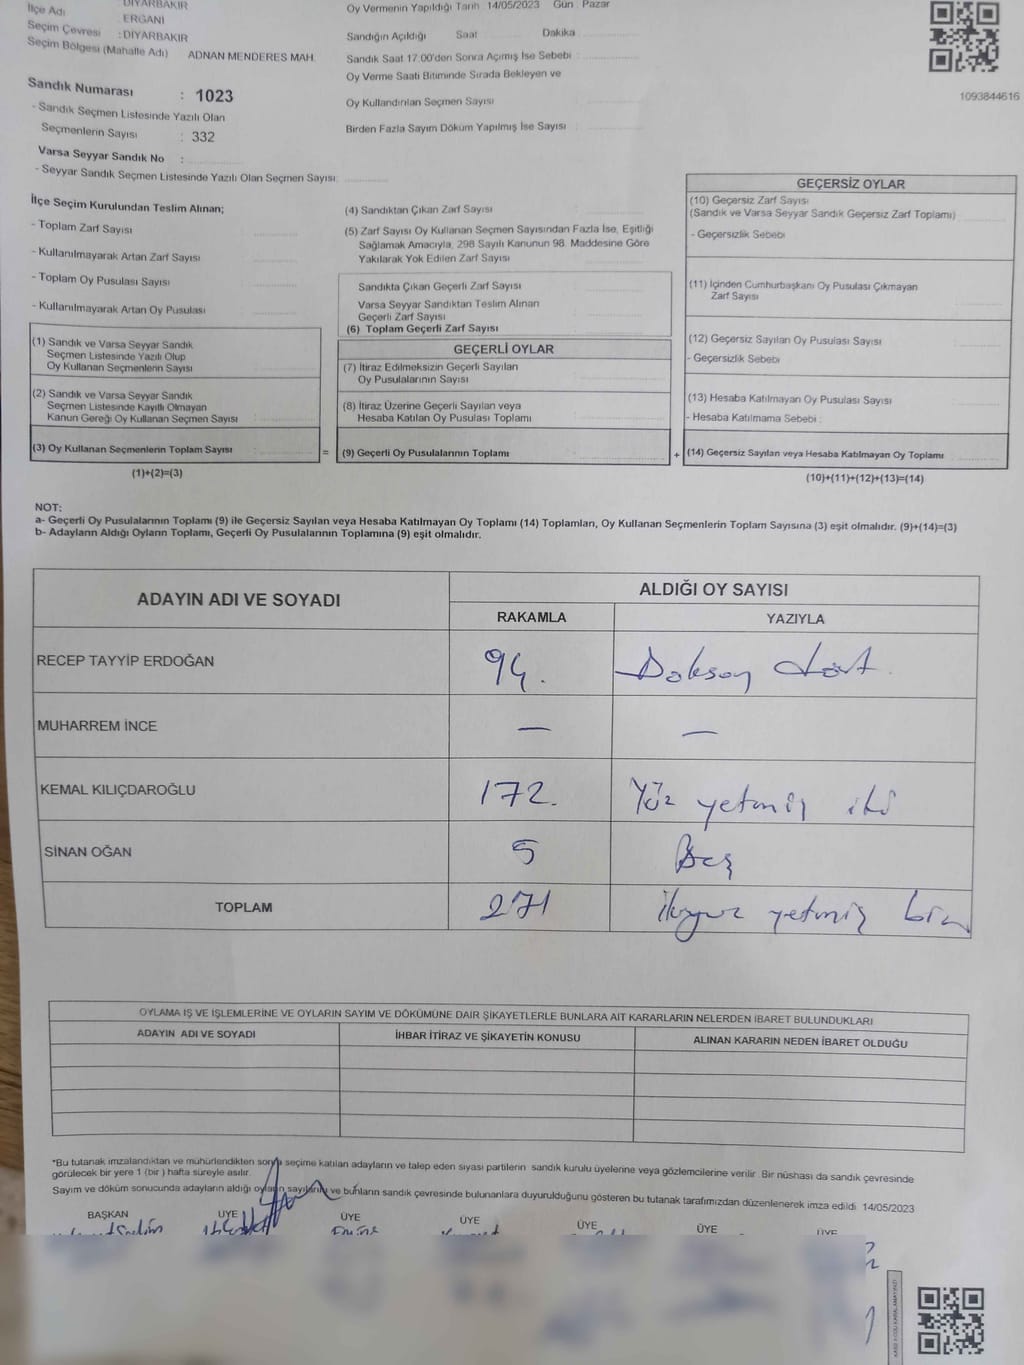 İlçe Adı : DİYARBAKIR
: ERGANİ
Seçim Çevresi : DİYARBAKIR
Seçim Bölgesi (Mahalle Adı) ADNAN MENDERES MAH.
Sandık Numarası : 1023
- Sandık Seçmen Listesinde Yazılı Olan
Seçmenlerin Sayısı : 332
Varsa Seyyar Sandık No :
- Seyyar Sandık Seçmen Listesinde Yazılı Olan Seçmen Sayısı:
Oy Vermenin Yapıldığı Tarih 14/05/2023 Gün Pazar
Sandığın Açıldığı Saat Dakika
Sandık Saat 17.00'den Sonra Açımış İse Sebebi :
Oy Verme Saati Bitiminde Sırada Bekleyen ve
Oy Kullandırılan Seçmen Sayısı
Birden Fazla Sayım Döküm Yapılmış İse Sayısı
1093844616
İlçe Seçim Kurulundan Teslim Alınan;
- Toplam Zarf Sayısı
- Kullanılmayarak Artan Zarf Sayısı
- Toplam Oy Pusulası Sayısı
- Kullanılmayarak Artan Oy Pusulası
(1) Sandık ve Varsa Seyyar Sandık
Seçmen Listesinde Yazılı Olup
Oy Kullanan Seçmenlerin Sayısı
(2) Sandık ve Varsa Seyyar Sandık
Seçmen Listesinde Kayıtlı Olmayan
Kanun Gereği Oy Kullanan Seçmen Sayısı
(3) Oy Kullanan Seçmenlerin Toplam Sayısı
(1)+(2)=(3)
(4) Sandıktan Çıkan Zarf Sayısı
(5) Zarf Sayısı Oy Kullanan Seçmen Sayısından Fazla İse, Eşitliği
Sağlamak Amacıyla, 298 Sayılı Kanunun 98. Maddesine Göre
Yakılarak Yok Edilen Zarf Sayısı
Sandıkta Çıkan Geçerli Zarf Sayısı
Varsa Seyyar Sandıktan Teslim Alınan
Geçerli Zarf Sayısı
(6) Toplam Geçerli Zarf Sayısı
GEÇERLİ OYLAR
(7) İtiraz Edilmeksizin Geçerli Sayılan
Oy Pusulalarının Sayısı
(8) İtiraz Üzerine Geçerli Sayılan veya
Hesaba Katılan Oy Pusulası Toplamı
= (9) Geçerli Oy Pusulalarının Toplamı
GEÇERSİZ OYLAR
(10) Geçersiz Zarf Sayısı
(Sandık ve Varsa Seyyar Sandık Geçersiz Zarf Toplamı)
- Geçersizlik Sebebi
(11) İçinden Cumhurbaşkanı Oy Pusulası Çıkmayan
Zarf Sayısı
(12) Geçersiz Sayılan Oy Pusulası Sayısı
- Geçersizlik Sebebi
(13) Hesaba Katılmayan Oy Pusulası Sayısı
- Hesaba Katılmama Sebebi :
+ (14) Geçersiz Sayılan veya Hesaba Katılmayan Oy Toplamı
(10)+(11)+(12)+(13)=(14)
NOT:
a- Geçerli Oy Pusulalarının Toplamı (9) ile Geçersiz Sayılan veya Hesaba Katılmayan Oy Toplamı (14) Toplamları, Oy Kullanan Seçmenlerin Toplam Sayısına (3) eşit olmalıdır. (9)+(14)=(3)
b- Adayların Aldığı Oyların Toplamı, Geçerli Oy Pusulalarının Toplamına (9) eşit olmalıdır.
ADAYIN ADI VE SOYADI ALDIĞI OY SAYISI
RAKAMLA YAZIYLA
RECEP TAYYİP ERDOĞAN 94. Doksan dört.
MUHARREM İNCE — —
KEMAL KILIÇDAROĞLU 172. Yüz yetmiş iki
SİNAN OĞAN 5 Beş
TOPLAM 271 ikiyüz yetmiş bir
OYLAMA İŞ VE İŞLEMLERİNE VE OYLARIN SAYIM VE DÖKÜMÜNE DAİR ŞİKAYETLERLE BUNLARA AİT KARARLARIN NELERDEN İBARET BULUNDUKLARI
ADAYIN ADI VE SOYADI İHBAR İTİRAZ VE ŞİKAYETİN KONUSU ALINAN KARARIN NEDEN İBARET OLDUĞU
*Bu tutanak imzalandıktan ve mühürlendikten sonra seçime katılan adayların ve talep eden siyasi partilerin sandık kurulu üyelerine veya gözlemcilerine verilir. Bir nüshası da sandık çevresinde
görülecek bir yere 1 (bir) hafta süreyle asılır.
Sayım ve döküm sonucunda adayların aldığı oyların sayılarını ve bunların sandık çevresinde bulunanlara duyurulduğunu gösteren bu tutanak tarafımızdan düzenlenerek imza edildi 14/05/2023
BAŞKAN ÜYE ÜYE ÜYE ÜYE ÜYE ÜYE
Emine